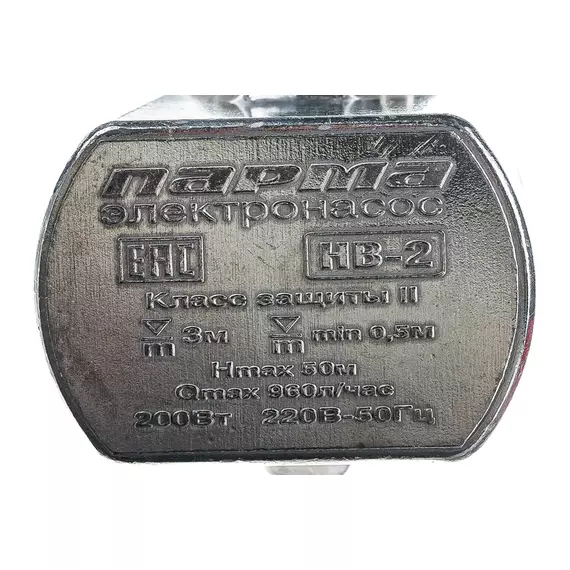 парма
электронасос
ЕАС НВ-2
Класс защиты II
m 3м m min 0,5м
Hmax 50м
Qmax 960л/час
200Вт 220В-50Гц